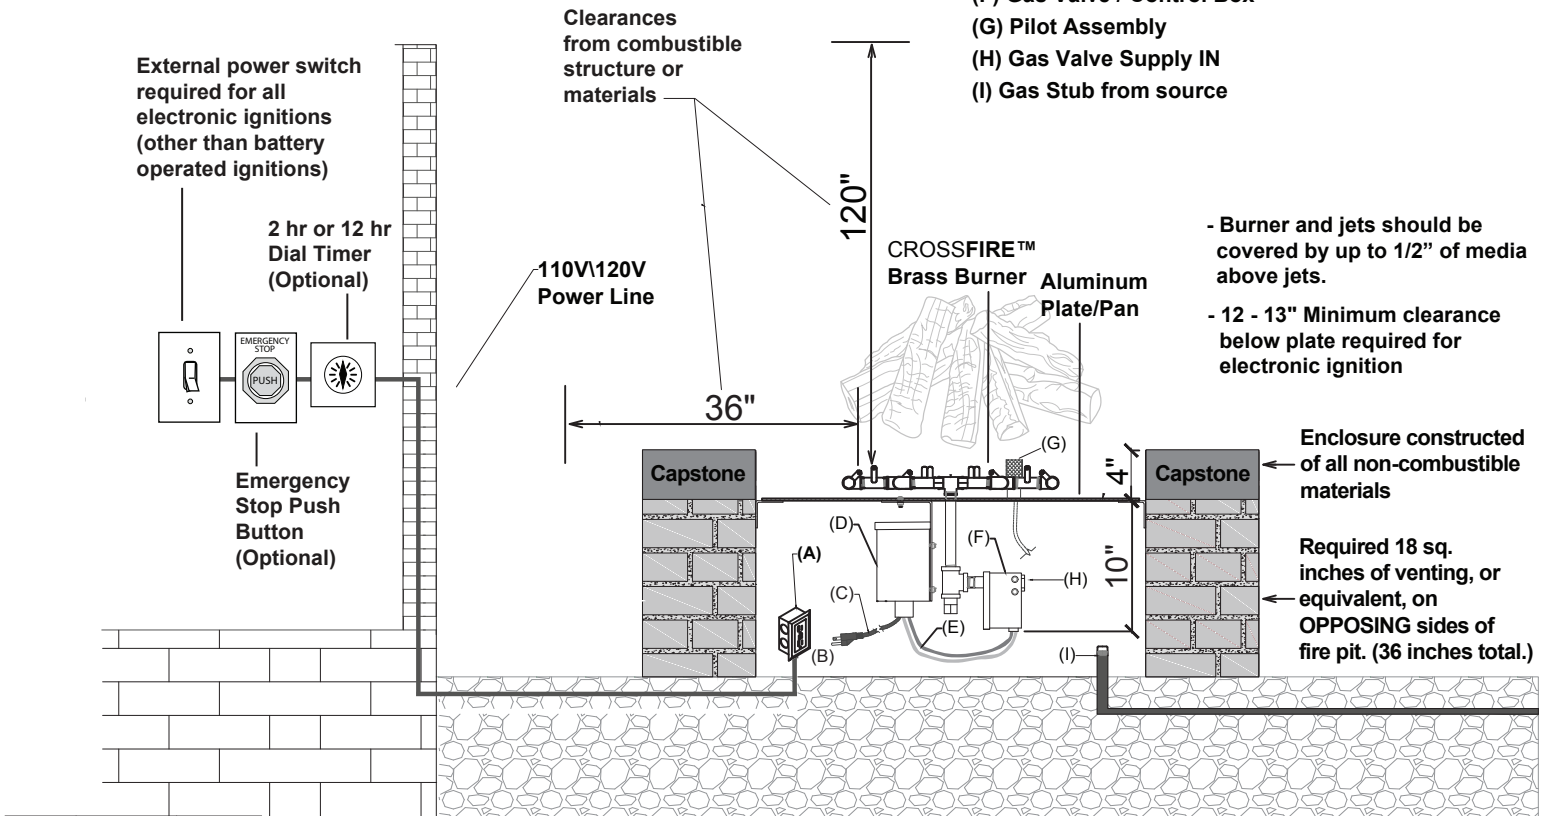 (F) Gas Valve / Control Box
(G) Pilot Assembly
(H) Gas Valve Supply IN
(I) Gas Stub from source
Clearances
from combustible
structure or
materials
External power switch
required for all
electronic ignitions
(other than battery
operated ignitions)
2 hr or 12 hr
Dial Timer
(Optional)
110V\120V
Power Line
120"
36"
CROSSFIRE™
Brass Burner
Aluminum
Plate/Pan
- Burner and jets should be
covered by up to 1/2” of media
above jets.
- 12 - 13" Minimum clearance
below plate required for
electronic ignition
EMERGENCY
STOP
PUSH
Emergency
Stop Push
Button
(Optional)
Capstone
(G)
4"
Capstone
Enclosure constructed
of all non-combustible
materials
(D)
(A)
(F)
(H)
10"
(C)
(E)
(B)
(I)
Required 18 sq.
inches of venting, or
equivalent, on
OPPOSING sides of
fire pit. (36 inches total.)